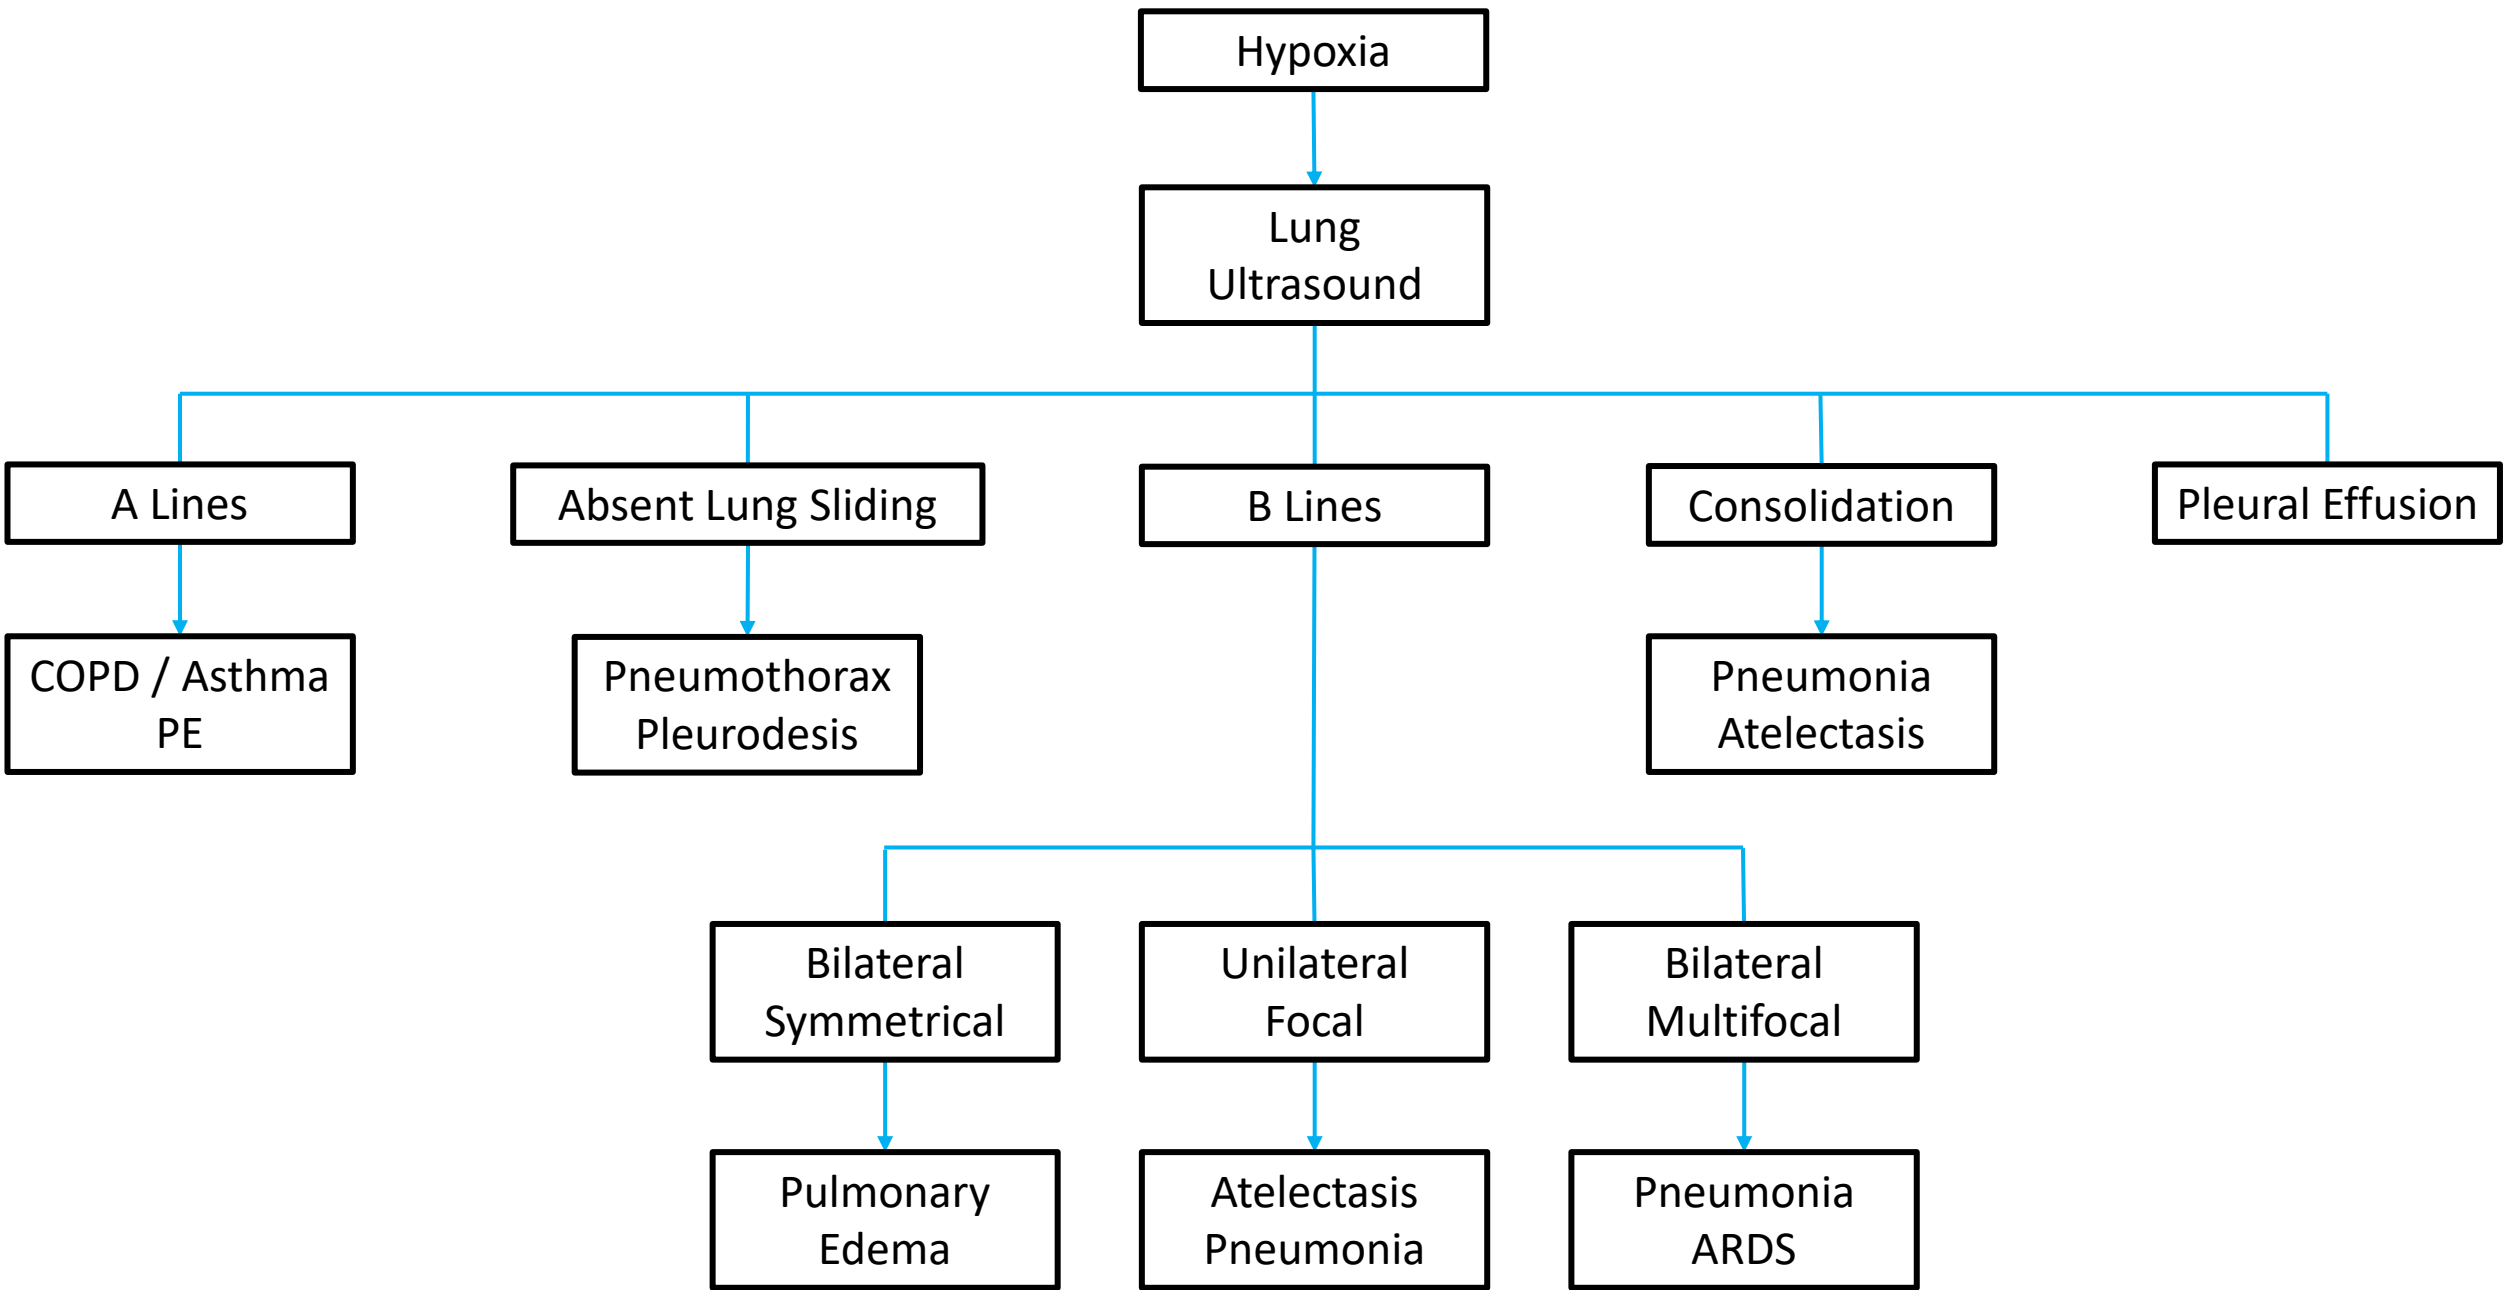 Hypoxia
Lung
Ultrasound
A Lines
Absent Lung Sliding
B Lines
Consolidation
Pleural Effusion
COPD / Asthma
PE
Pneumothorax
Pleurodesis
Pneumonia
Atelectasis
Bilateral
Symmetrical
Unilateral
Focal
Bilateral
Multifocal
Pulmonary
Edema
Atelectasis
Pneumonia
Pneumonia
ARDS